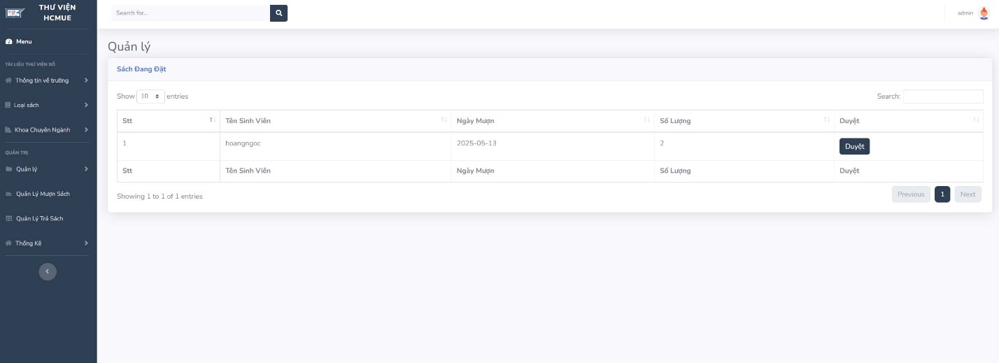 THƯ VIỆN
HCMUE
Search for...
admin
Menu
TÀI LIỆU THƯ VIỆN SỐ
Thông tin về trường
Loại sách
Khoa Chuyên Ngành
QUẢN TRỊ
Quản lý
Quản Lý Mượn Sách
Quản Lý Trả Sách
Thống Kê
Quản lý
Sách Đang Đặt
Show 10 entries
Search:
Stt Tên Sinh Viên Ngày Mượn Số Lượng Duyệt
1 hoangngoc 2025-05-13 2 Duyệt
Stt Tên Sinh Viên Ngày Mượn Số Lượng Duyệt
Showing 1 to 1 of 1 entries
Previous 1 Next